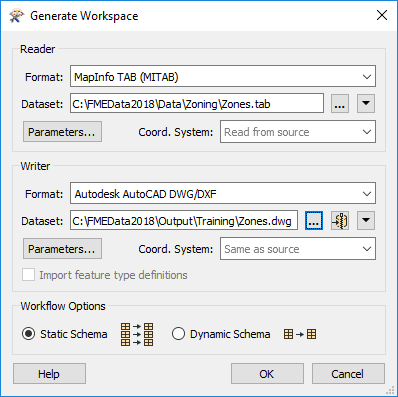 Generate Workspace
Reader
Format: MapInfo TAB (MITAB)
Dataset: C:\FMEData2018\Data\Zoning\Zones.tab ...
Parameters... Coord. System: Read from source
Writer
Format: Autodesk AutoCAD DWG/DXF
Dataset: C:\FMEData2018\Output\Training\Zones.dwg ...
Parameters... Coord. System: Same as source
Import feature type definitions
Workflow Options
Static Schema Dynamic Schema
Help OK Cancel